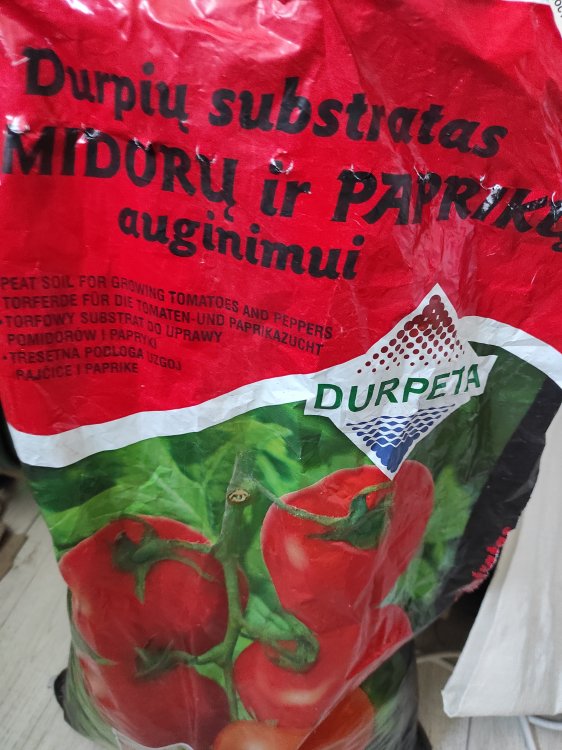 Durpių substratas
MIDORŲ ir PAPRIKŲ
auginimui
PEAT SOIL FOR GROWING TOMATOES AND PEPPERS
TORFERDE FÜR DIE TOMATEN-UND PAPRIKAZUCHT
•TORFOWY SUBSTRAT DO UPRAWY
POMIDORÓW I PAPRYKI
•TRESETNA PODLOGA UZGOJ
RAJCICE I PAPRIKE
DURPETA